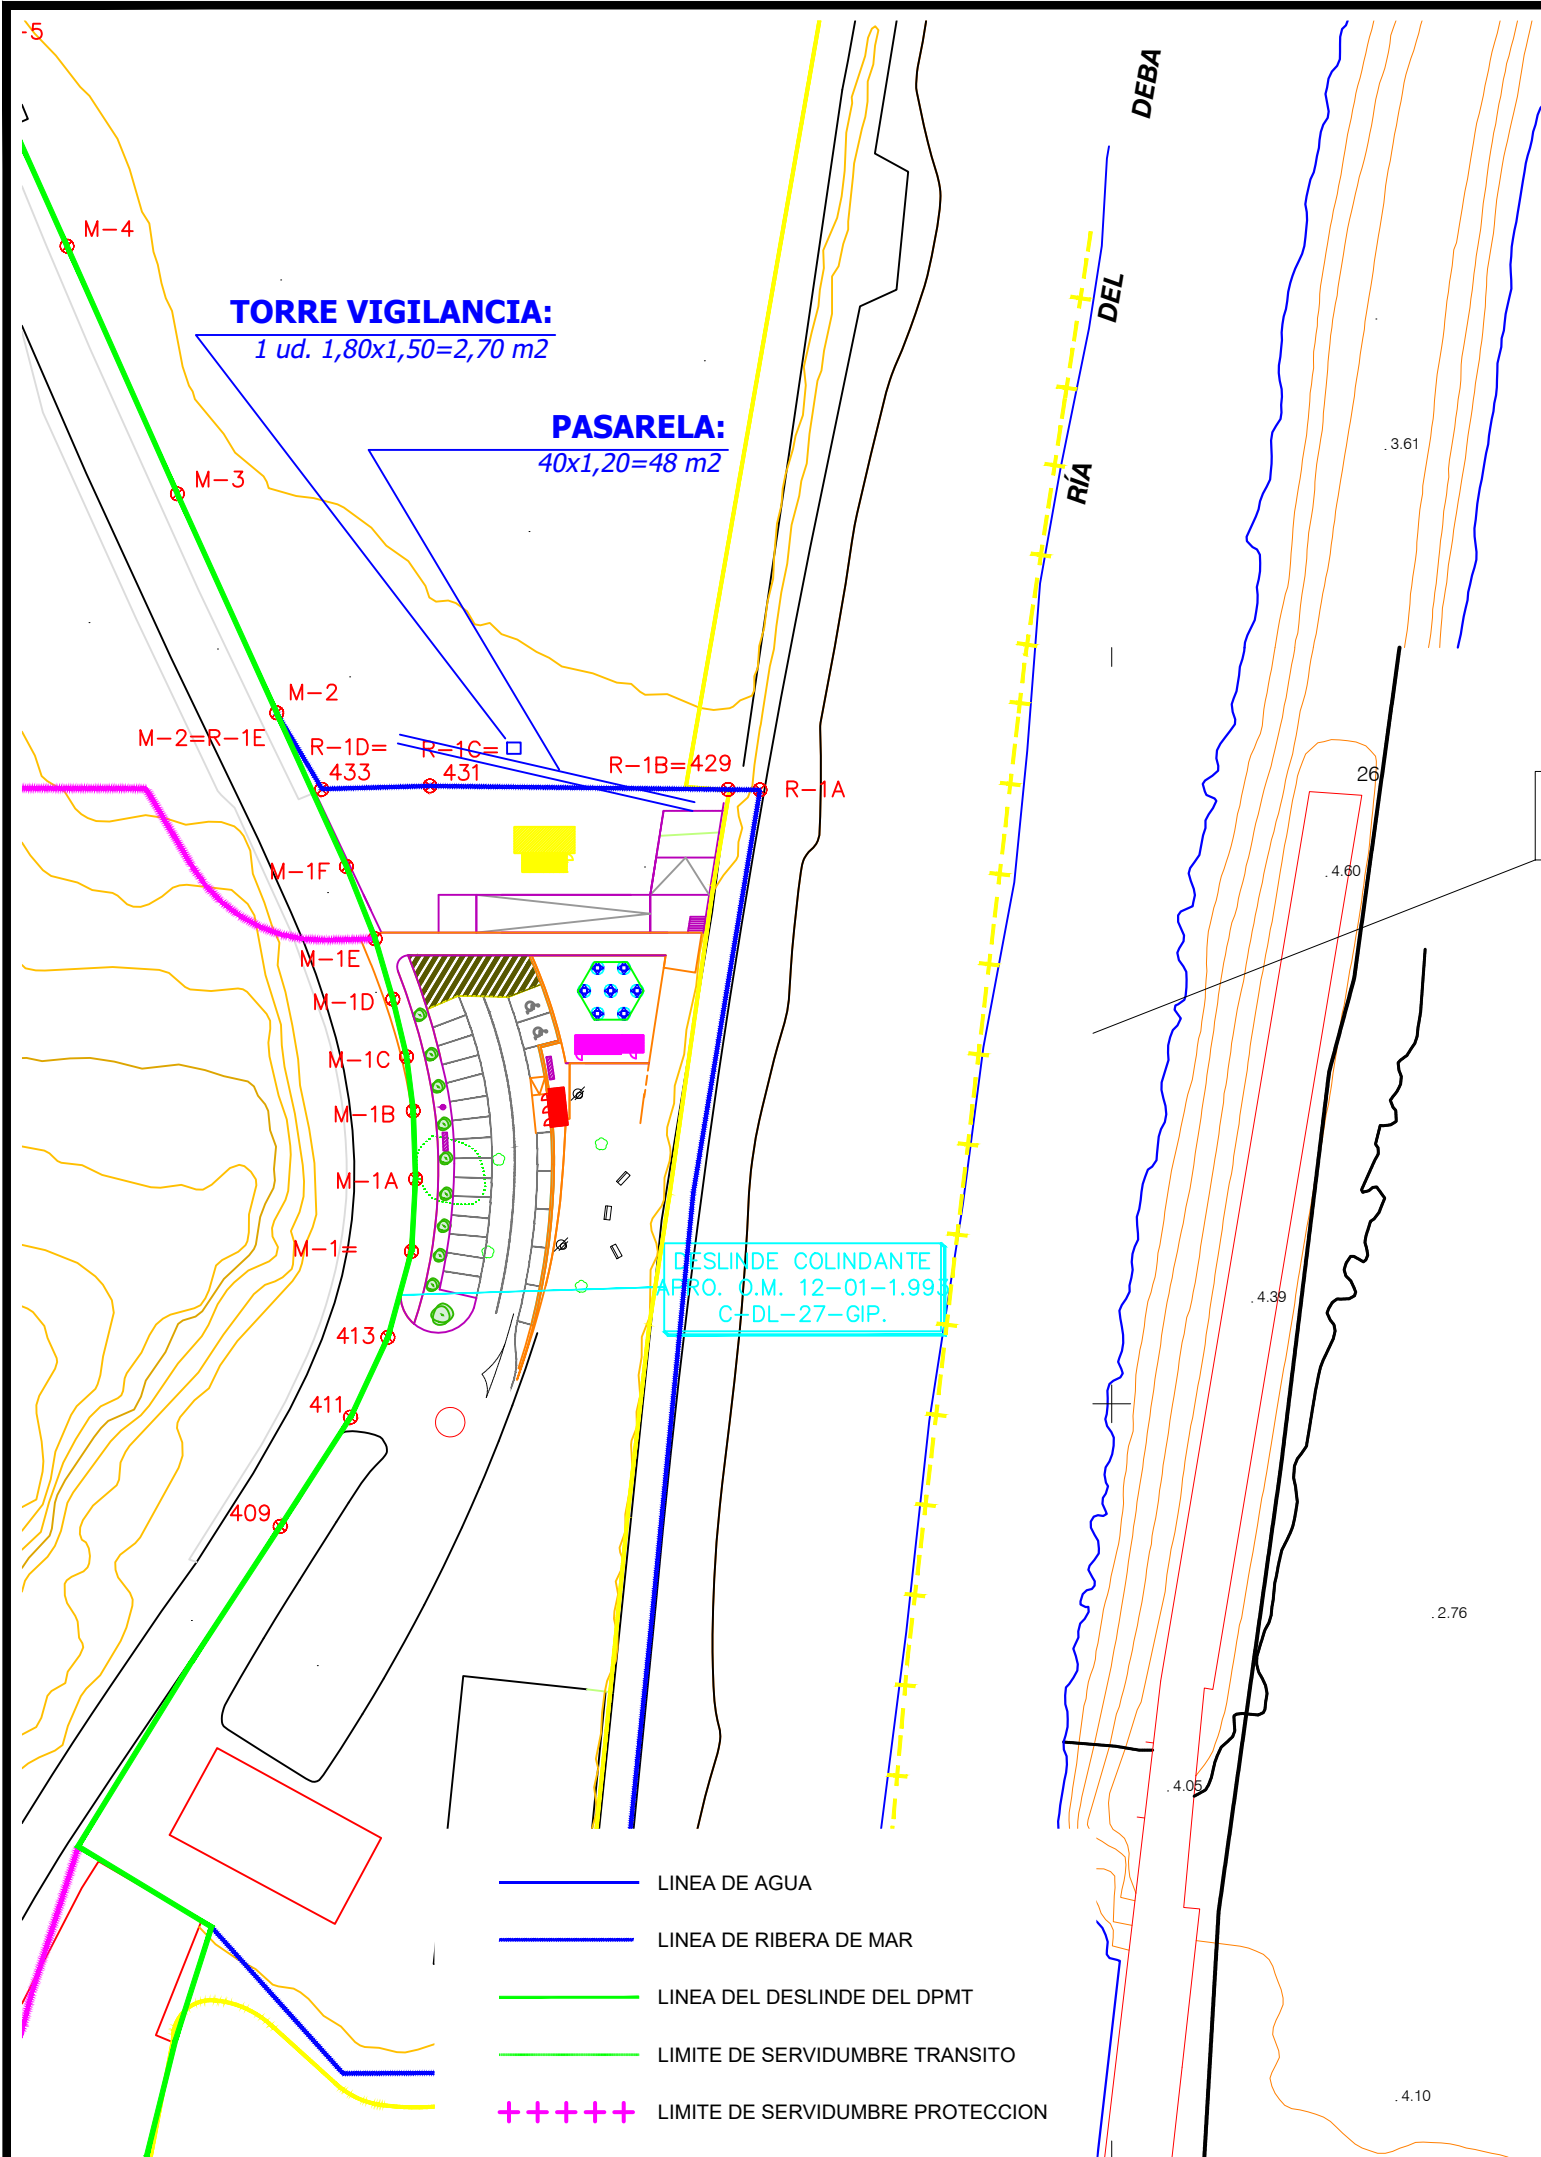 -5
DEBA
M-4
DEL
TORRE VIGILANCIA:
1 ud. 1,80x1,50=2,70 m2
PASARELA:
40x1,20=48 m2
.3.61
RÍA
M-3
M-2
M-2=R-1E
R-1D=
433
R-1C=
431
R-1B=429
R-1A
26
.4.60
M-1F
M-1E
M-1D
M-1C
M-1B
M-1A
M-1=
DESLINDE COLINDANTE
APRO. O.M. 12-01-1.993
C-DL-27-GIP.
.4.39
413
411
409
.2.76
.4.05
LINEA DE AGUA
LINEA DE RIBERA DE MAR
LINEA DEL DESLINDE DEL DPMT
LIMITE DE SERVIDUMBRE TRANSITO
LIMITE DE SERVIDUMBRE PROTECCION
.4.10